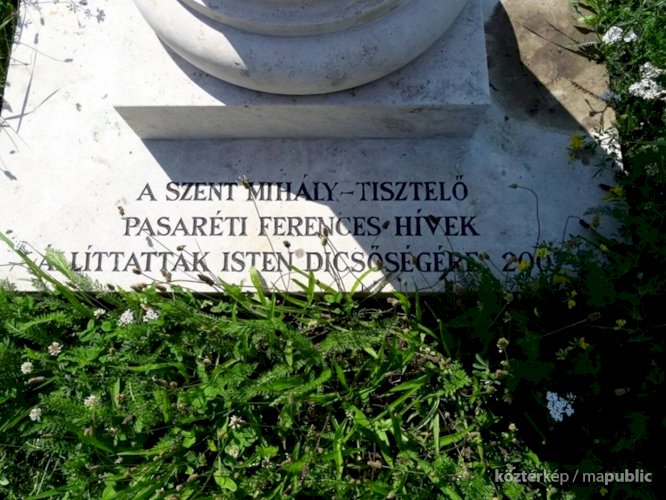 A SZENT MIHÁLY-TISZTELŐ
PASARÉTI FERENCES HÍVEK
ÁLLÍTTATTÁK ISTEN DICSŐSÉGÉRE
köztérkép / mapublic